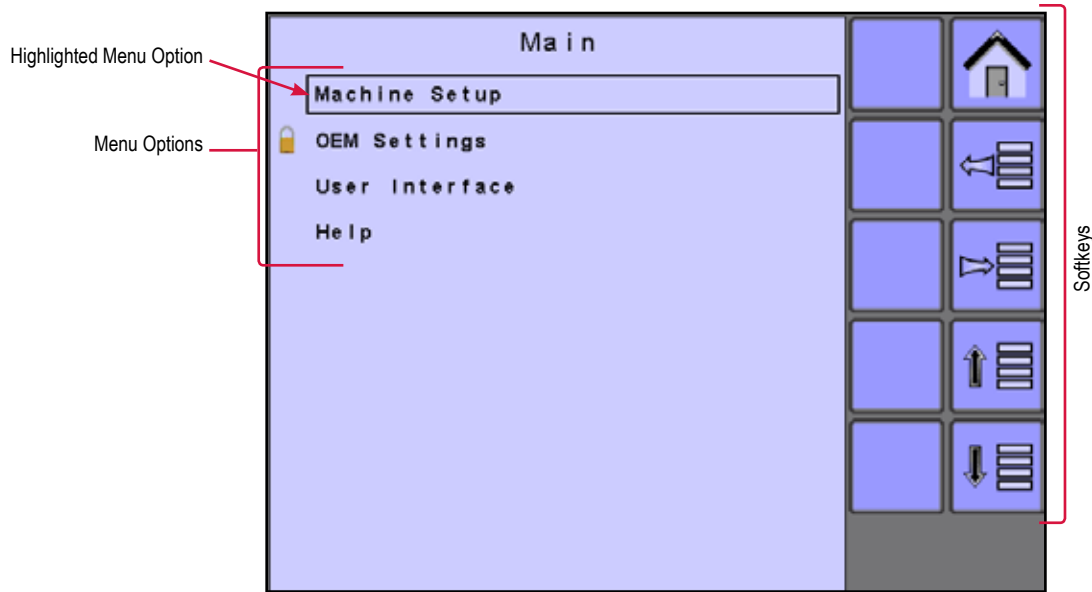 Main
Highlighted Menu Option
Machine Setup
Menu Options
OEM Settings
User Interface
Help
Softkeys